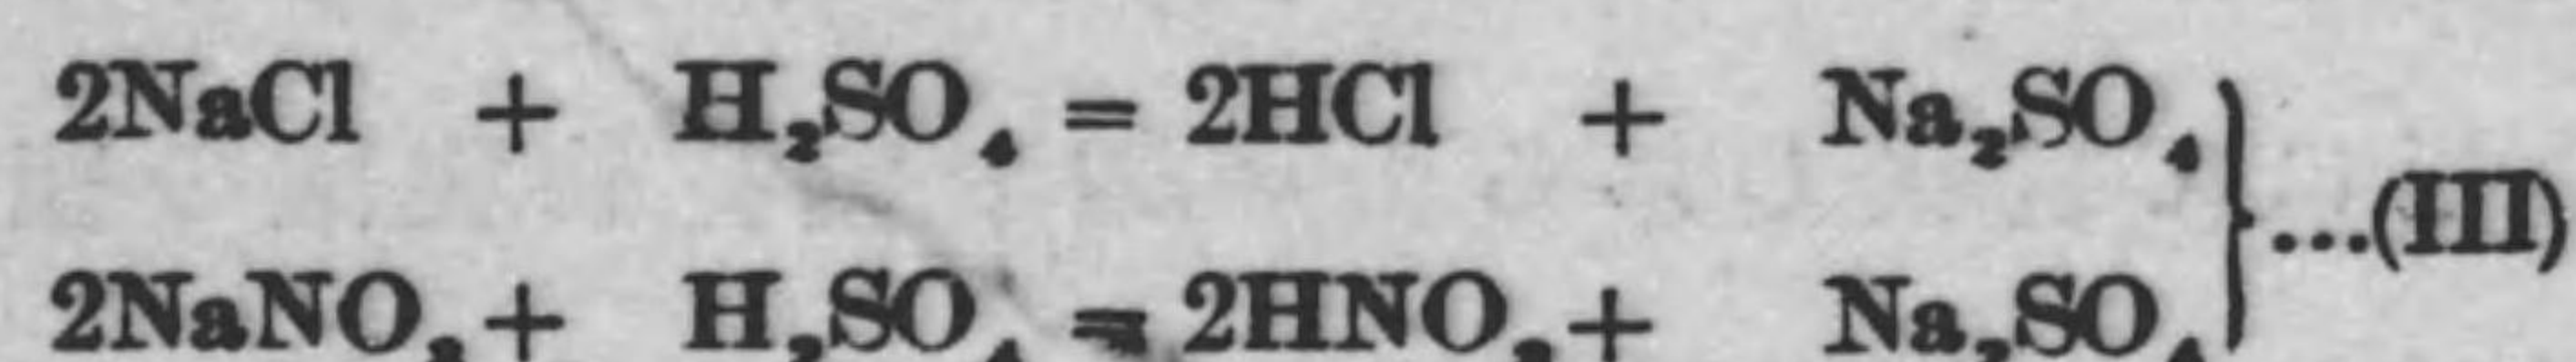 2NaCl + H₂SO₄ = 2HCl + Na₂SO₄ } ...(III)
2NaNO₃ + H₂SO₄ = 2HNO₃ + Na₂SO₄